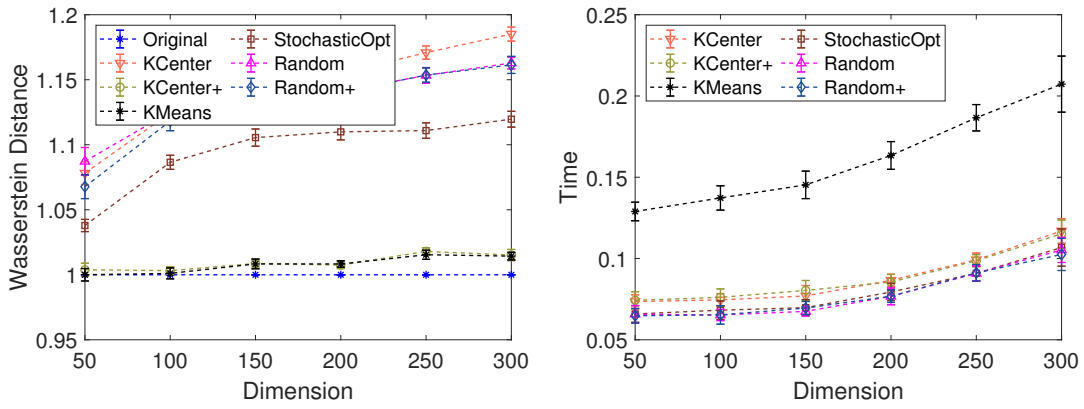 1.2
1.15
1.1
1.05
1
0.95
Wasserstein Distance
Original
KCenter
KCenter+
KMeans
StochasticOpt
Random
Random+
50 100 150 200 250 300
Dimension
0.25
0.2
0.15
0.1
0.05
Time
KCenter
KCenter+
KMeans
StochasticOpt
Random
Random+
50 100 150 200 250 300
Dimension